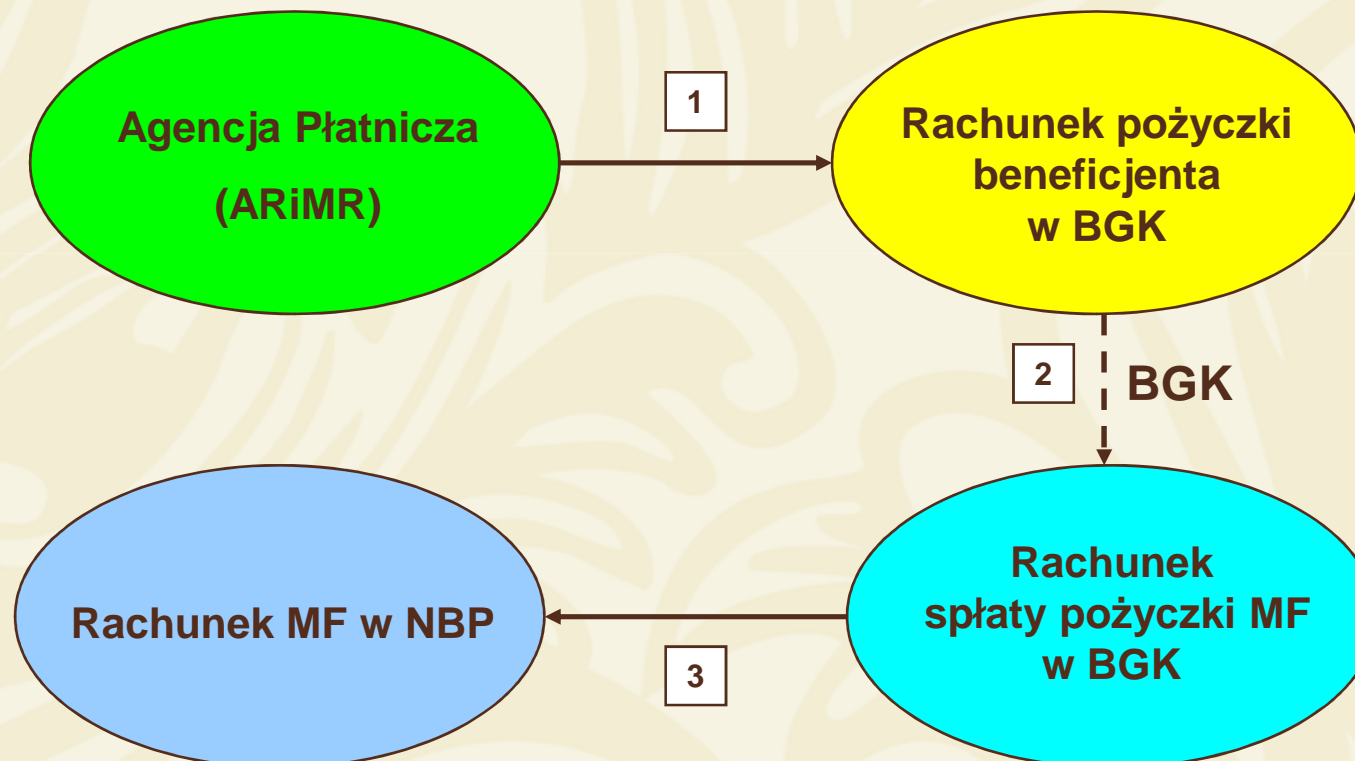 Agencja Płatnicza
(ARiMR)
1
Rachunek pożyczki
beneficjenta
w BGK
2
BGK
Rachunek
spłaty pożyczki MF
w BGK
3
Rachunek MF w NBP